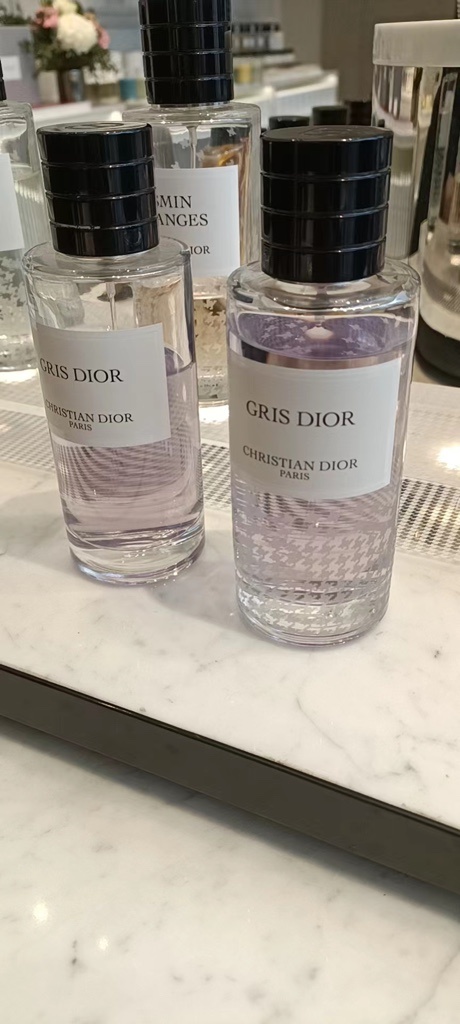 SMIN
ANGES
IOR
GRIS DIOR
CHRISTIAN DIOR
PARIS
GRIS DIOR
CHRISTIAN DIOR
PARIS